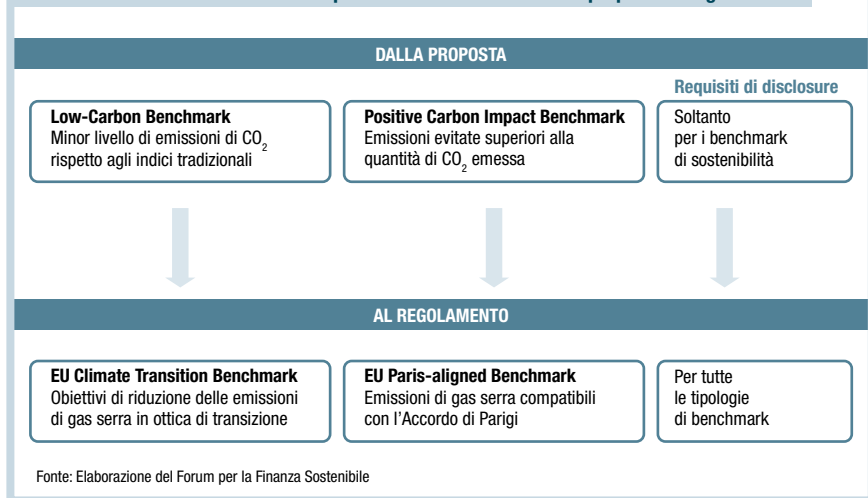 DALLA PROPOSTA
Requisiti di disclosure
Low-Carbon Benchmark
Minor livello di emissioni di CO₂
rispetto agli indici tradizionali
Positive Carbon Impact Benchmark
Emissioni evitate superiori alla
quantità di CO₂ emessa
Soltanto
per i benchmark
di sostenibilità
AL REGOLAMENTO
EU Climate Transition Benchmark
Obiettivi di riduzione delle emissioni
di gas serra in ottica di transizione
EU Paris-aligned Benchmark
Emissioni di gas serra compatibili
con l'Accordo di Parigi
Per tutte
le tipologie
di benchmark
Fonte: Elaborazione del Forum per la Finanza Sostenibile